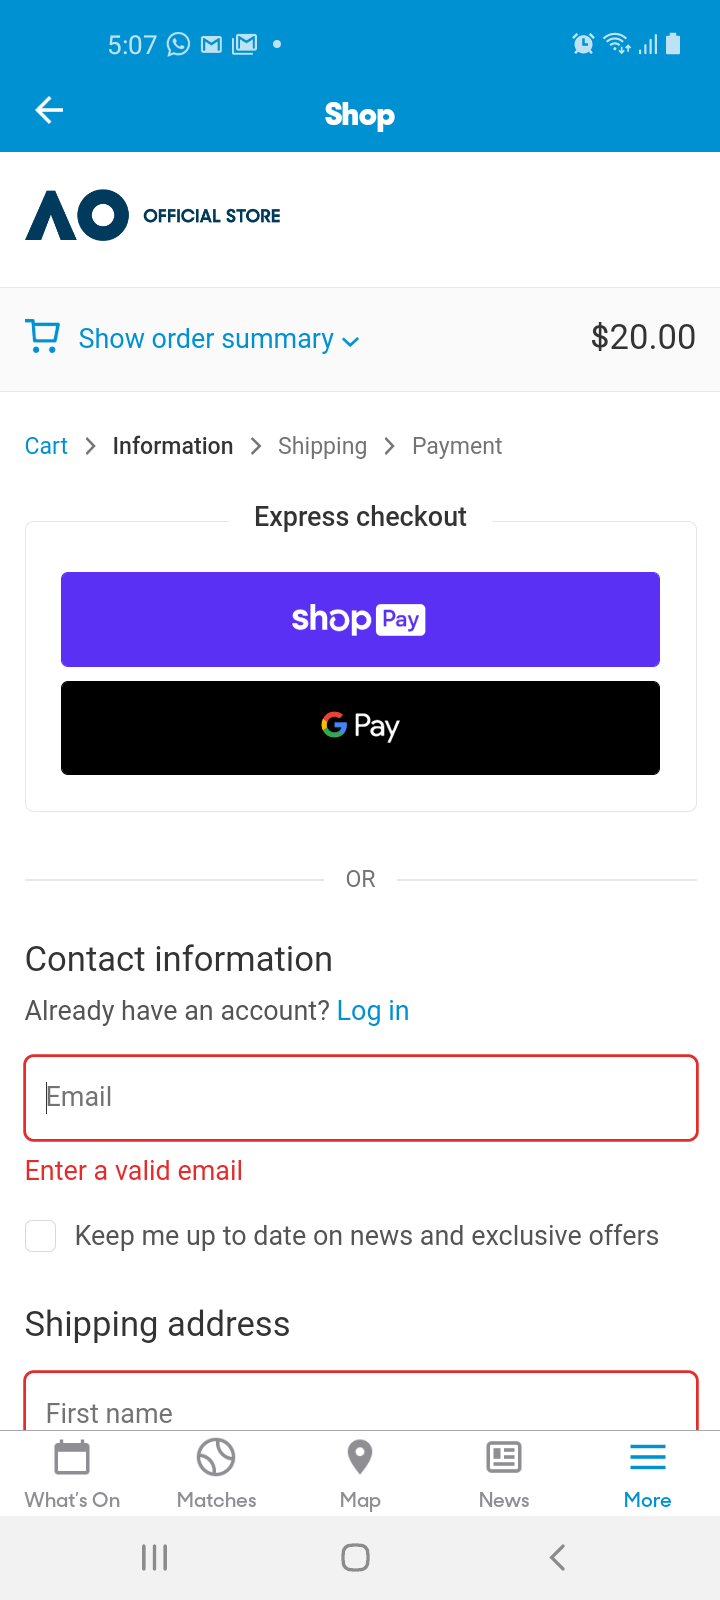 5:07
Shop
AO OFFICIAL STORE
Show order summary $20.00
Cart > Information > Shipping > Payment
Express checkout
shop Pay
G Pay
OR
Contact information
Already have an account? Log in
Email
Enter a valid email
Keep me up to date on news and exclusive offers
Shipping address
First name
What's On Matches Map News More